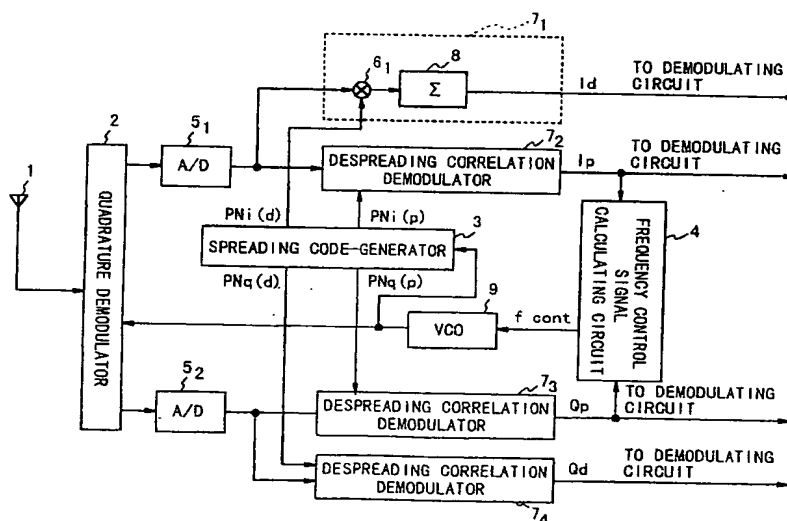 7₁
8
6₁
Σ
TO DEMODULATING
CIRCUIT
Id
2
5₁
A/D
7₂
DESPREADING CORRELATION
DEMODULATOR
Ip
TO DEMODULATING
CIRCUIT
1
QUADRATURE DEMODULATOR
PNi(d)
PNi(p)
3
SPREADING CODE-GENERATOR
PNq(d)
PNq(p)
4
FREQUENCY CONTROL
SIGNAL
CALCULATING CIRCUIT
9
VCO
f cont
5₂
A/D
7₃
DESPREADING CORRELATION
DEMODULATOR
Qp
TO DEMODULATING
CIRCUIT
DESPREADING CORRELATION
DEMODULATOR
7₄
Qd
TO DEMODULATING
CIRCUIT